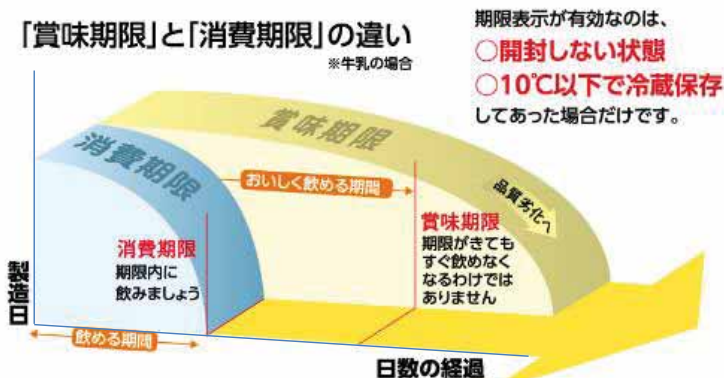 「賞味期限」と「消費期限」の違い
※牛乳の場合
期限表示が有効なのは、
○開封しない状態
○10℃以下で冷蔵保存
してあった場合だけです。
賞味期限
消費期限
おいしく飲める期間
品質劣化へ
消費期限
期限内に
飲みましょう
賞味期限
期限がきても
すぐ飲めなく
なるわけでは
ありません
製造日
飲める期間
日数の経過